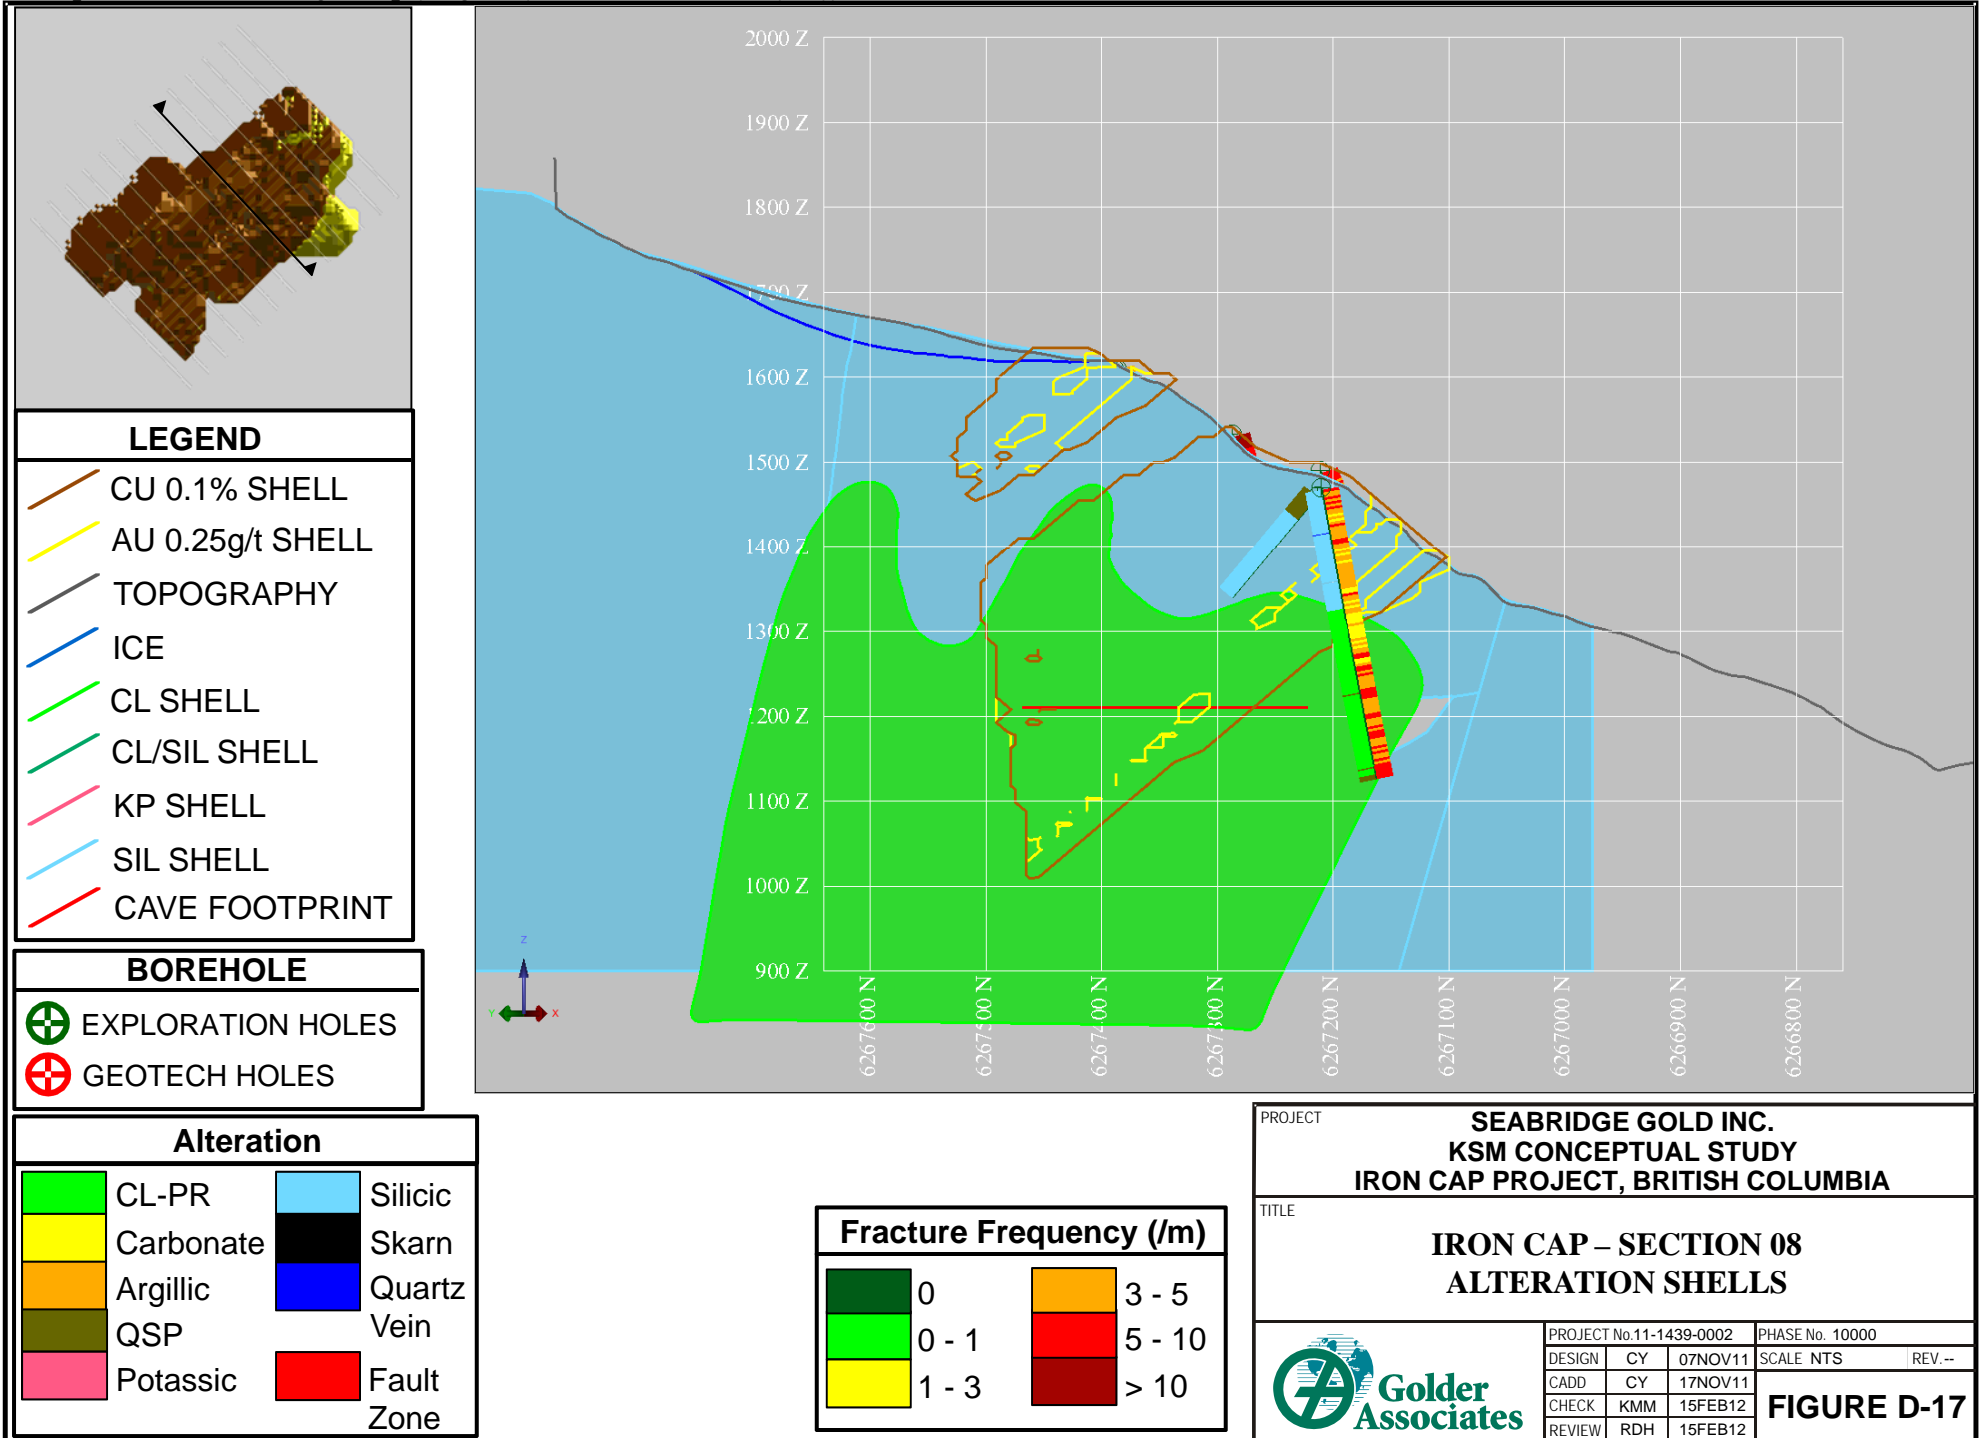 2000 Z
1900 Z
1800 Z
1700 Z
1600 Z
1500 Z
1400 Z
1300 Z
1200 Z
1100 Z
1000 Z
900 Z
6267600 N
6267500 N
6267400 N
6267300 N
6267200 N
6267100 N
6267000 N
6266900 N
6266800 N
Z
Y
X
LEGEND
CU 0.1% SHELL
AU 0.25g/t SHELL
TOPOGRAPHY
ICE
CL SHELL
CL/SIL SHELL
KP SHELL
SIL SHELL
CAVE FOOTPRINT
BOREHOLE
EXPLORATION HOLES
GEOTECH HOLES
Alteration
CL-PR
Carbonate
Argillic
QSP
Potassic
Silicic
Skarn
Quartz
Vein
Fault
Zone
Fracture Frequency (/m)
0
0 - 1
1 - 3
3 - 5
5 - 10
> 10
PROJECT
SEABRIDGE GOLD INC.
KSM CONCEPTUAL STUDY
IRON CAP PROJECT, BRITISH COLUMBIA
TITLE
IRON CAP – SECTION 08
ALTERATION SHELLS
Golder
Associates
PROJECT No.11-1439-0002 PHASE No. 10000
DESIGN CY 07NOV11 SCALE NTS REV.--
CADD CY 17NOV11
CHECK KMM 15FEB12
REVIEW RDH 15FEB12
FIGURE D-17